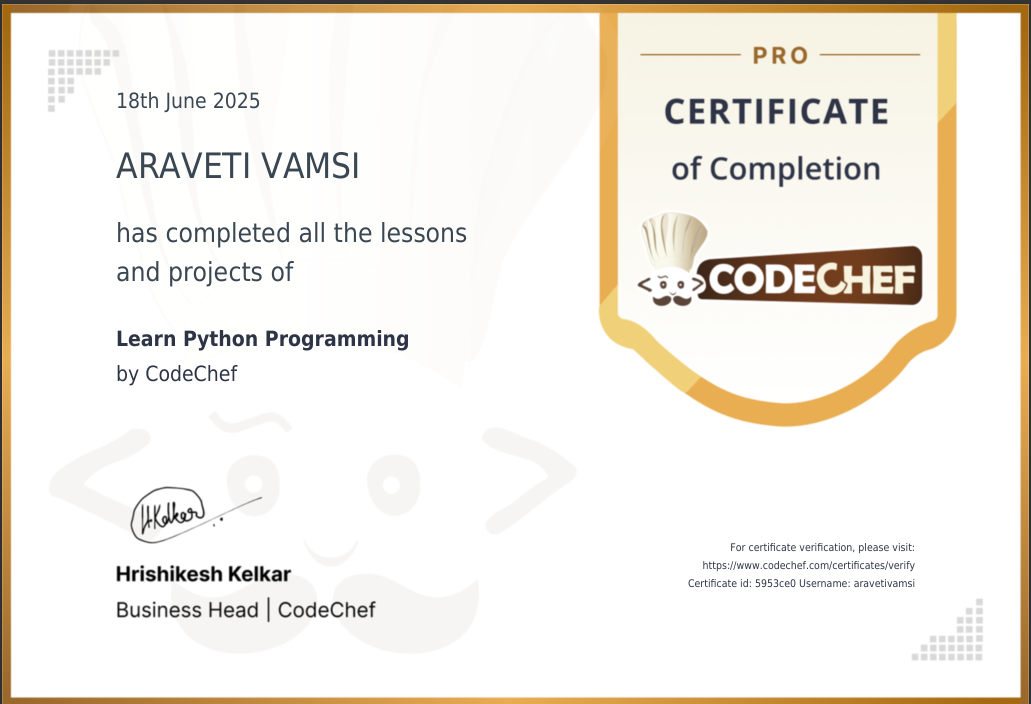 18th June 2025
ARAVETI VAMSI
has completed all the lessons
and projects of
Learn Python Programming
by CodeChef
HKelkar
Hrishikesh Kelkar
Business Head | CodeChef
PRO
CERTIFICATE
of Completion
CODECHEF
For certificate verification, please visit:
https://www.codechef.com/certificates/verify
Certificate id: 5953ce0 Username: aravetivamsi